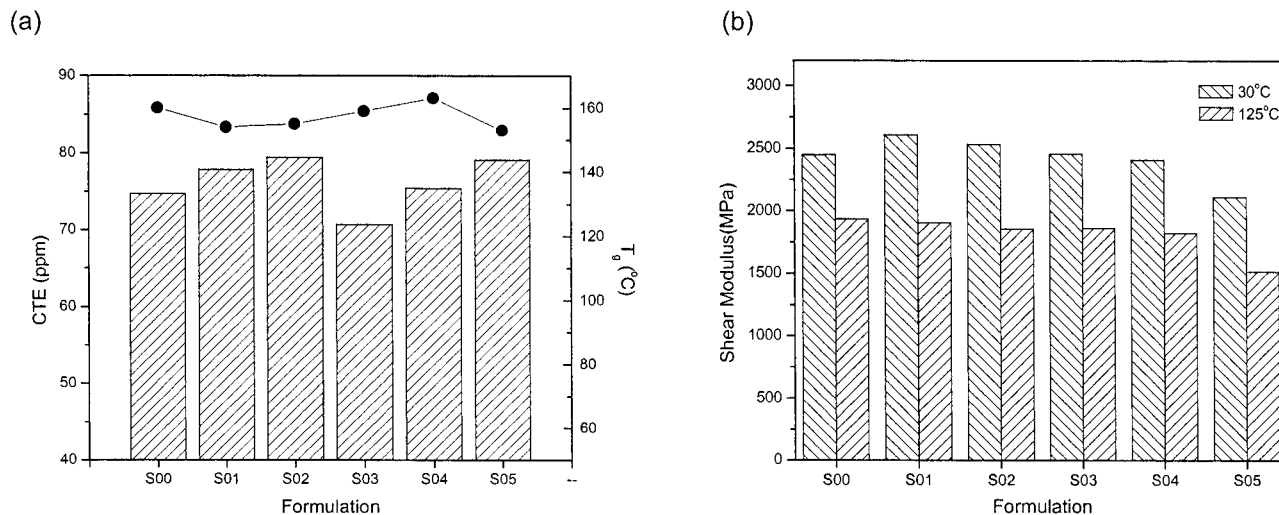 (a)
90
80
70
60
50
40
CTE (ppm)
160
140
120
100
80
60
Tg (°C)
S00 S01 S02 S03 S04 S05 --
Formulation
(b)
3000
2500
2000
1500
1000
500
0
Shear Modulus(MPa)
30°C
125°C
S00 S01 S02 S03 S04 S05
Formulation